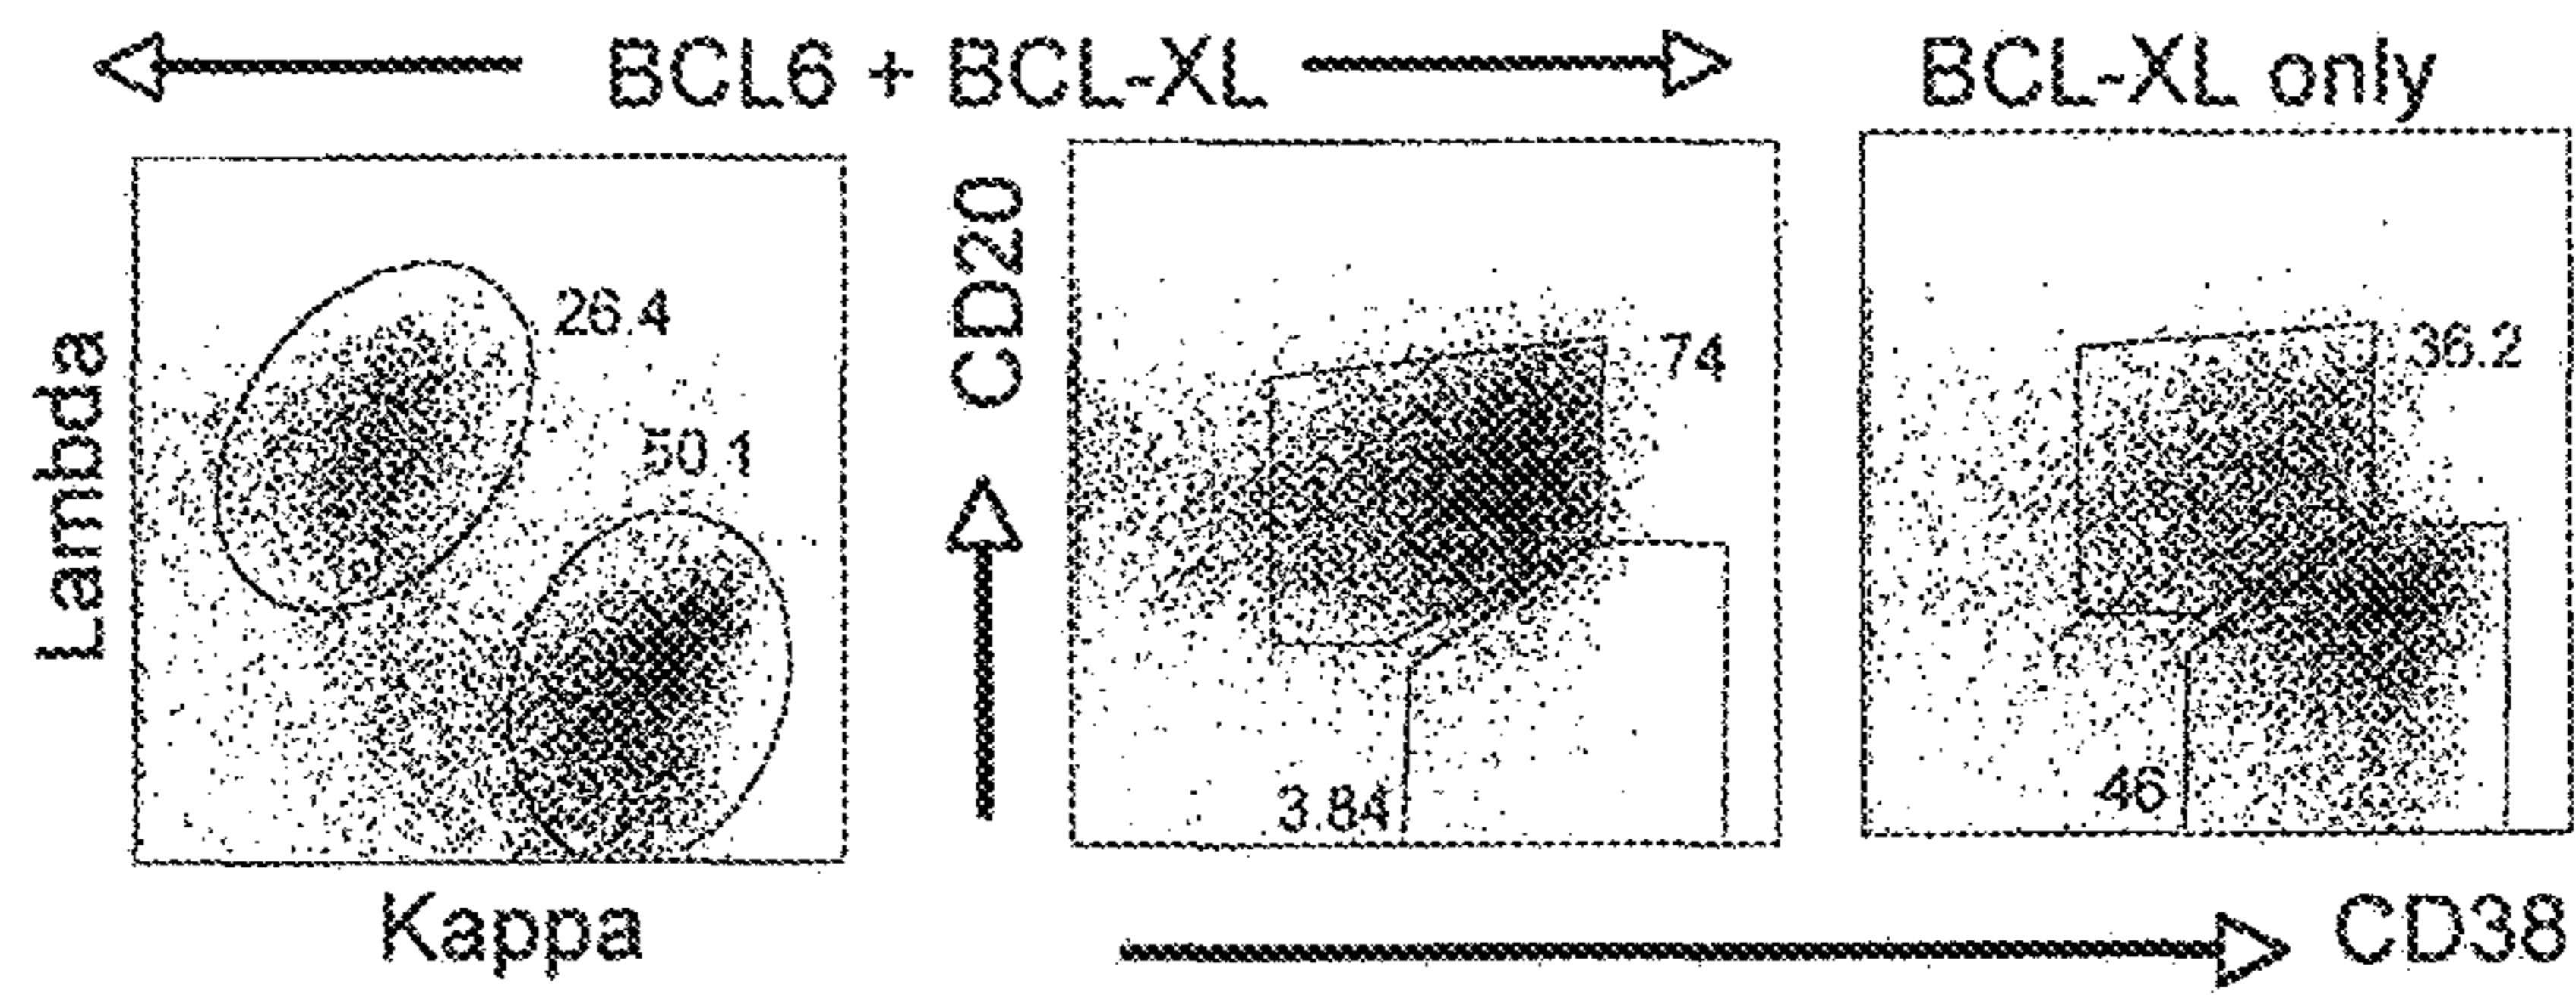 BCL6 + BCL-XL
BCL-XL only
Lambda
26.4
50.1
Kappa
CD20
74
3.84
36.2
46
CD38